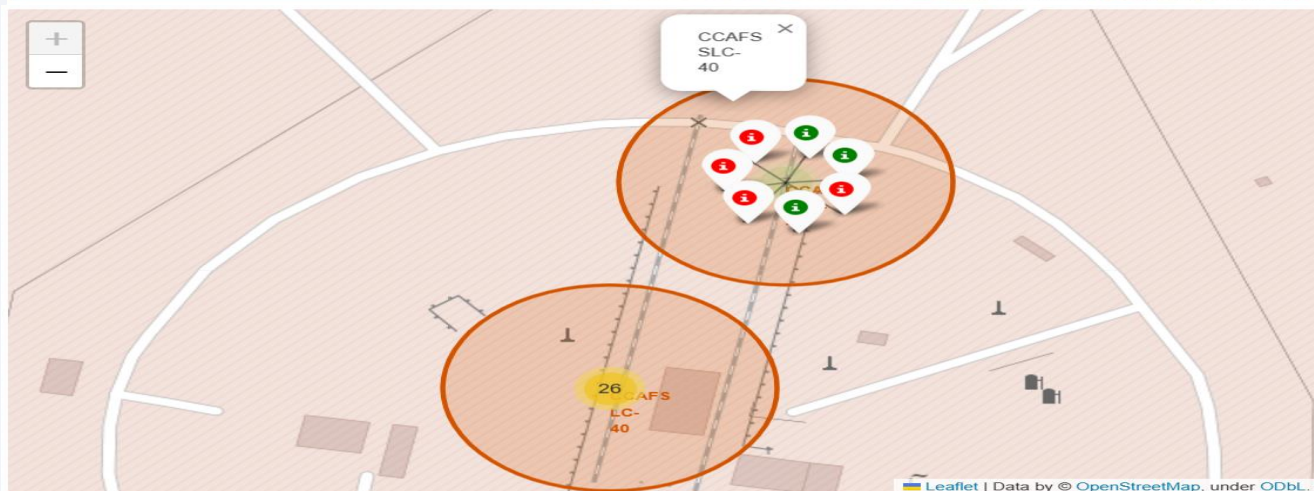 +
−
CCAFS
SLC-
40
×
26
CCAFS
LC-
40
Leaflet | Data by © OpenStreetMap, under ODbL.